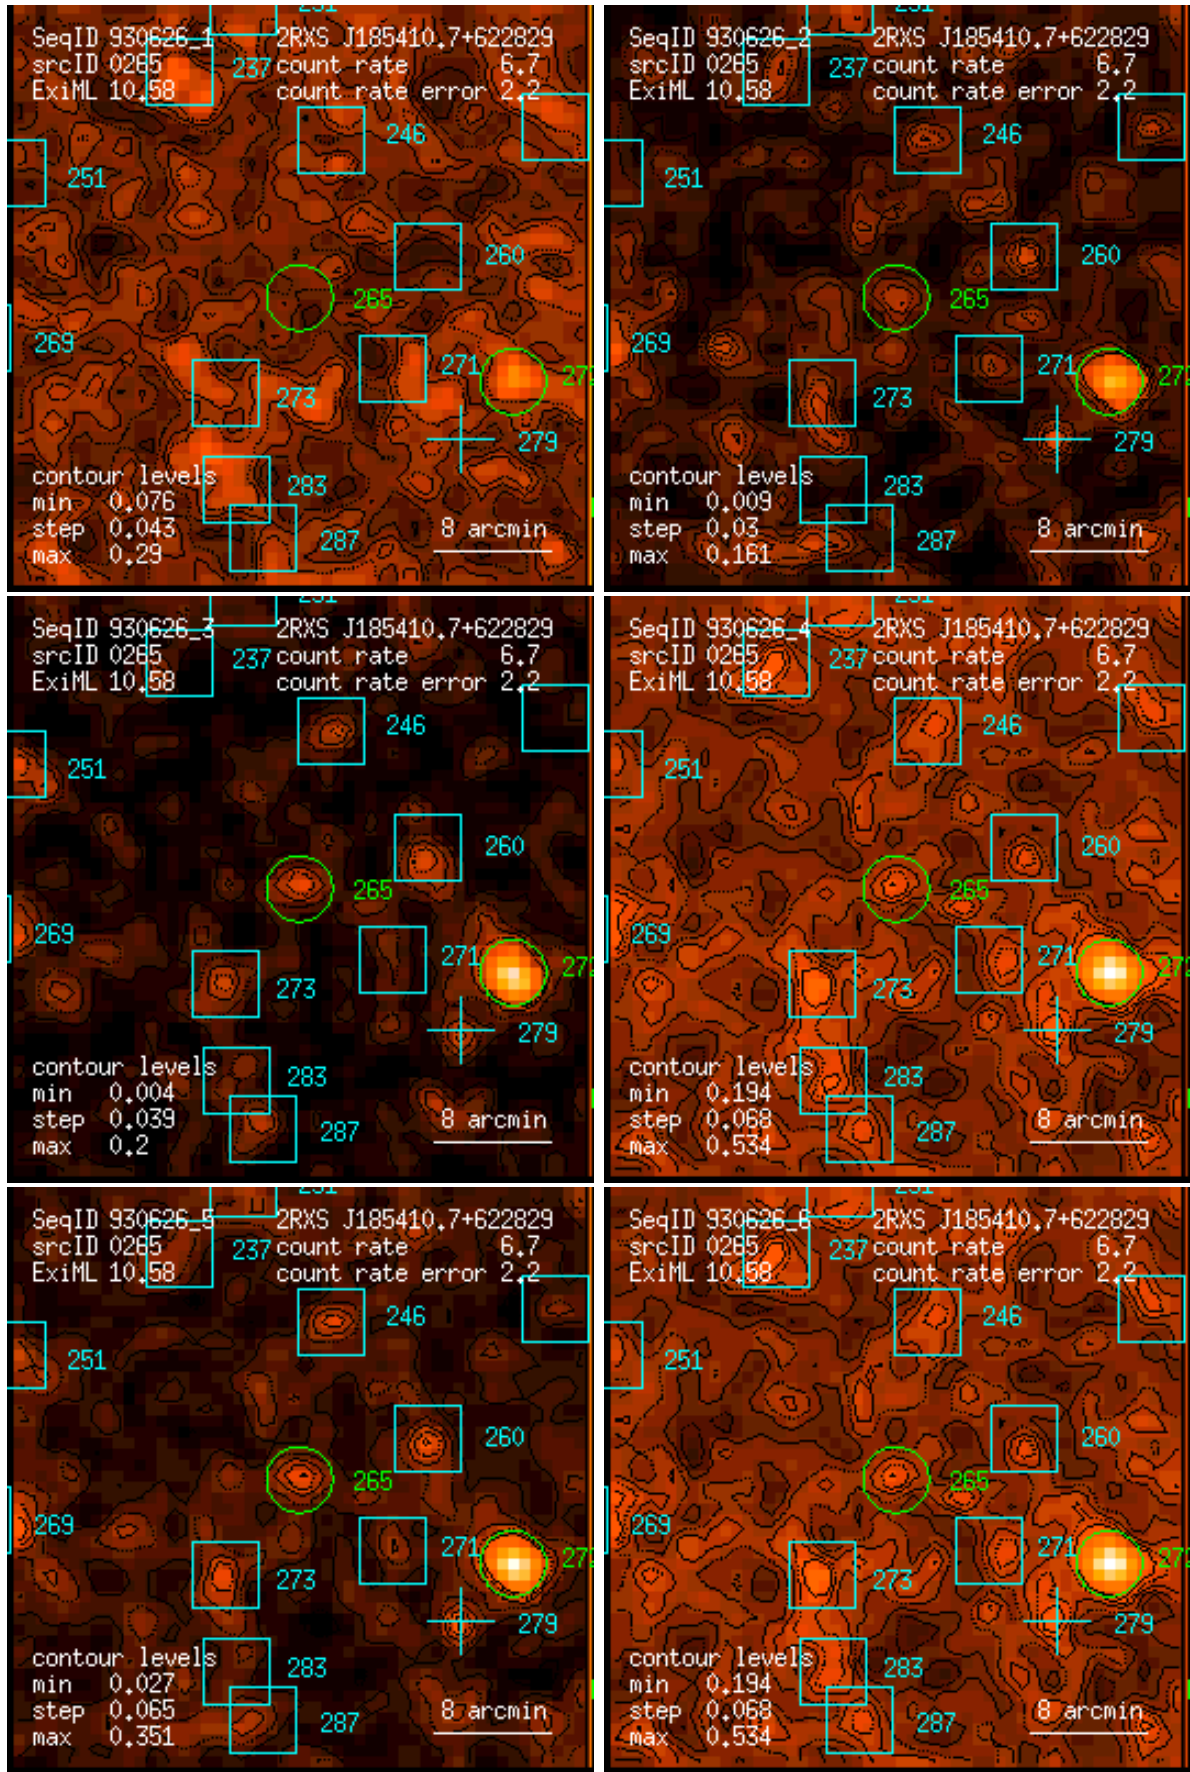 231
SeqID 930626_1 2RXS J185410.7+622829
srcID 0265 237 count rate 6.7
ExiML 10.58 count rate error 2.2
246
251
260
265
269
271 272
273
279
contour levels
283
min 0.076
step 0.043 8 arcmin
287
max 0.29
231
SeqID 930626_2 2RXS J185410.7+622829
srcID 0265 237 count rate 6.7
ExiML 10.58 count rate error 2.2
246
251
260
265
269
271 272
273
279
contour levels
283
min 0.009
step 0.03 8 arcmin
287
max 0.161
231
SeqID 930626_3 2RXS J185410.7+622829
srcID 0265 237 count rate 6.7
ExiML 10.58 count rate error 2.2
246
251
260
265
269
271 272
273
279
contour levels
283
min 0.004
step 0.039 8 arcmin
287
max 0.2
231
SeqID 930626_4 2RXS J185410.7+622829
srcID 0265 237 count rate 6.7
ExiML 10.58 count rate error 2.2
246
251
260
265
269
271 272
273
279
contour levels
283
min 0.194
step 0.068 8 arcmin
287
max 0.534
231
SeqID 930626_5 2RXS J185410.7+622829
srcID 0265 237 count rate 6.7
ExiML 10.58 count rate error 2.2
246
251
260
265
269
271 272
273
279
contour levels
283
min 0.027
step 0.065 8 arcmin
287
max 0.351
231
SeqID 930626_6 2RXS J185410.7+622829
srcID 0265 237 count rate 6.7
ExiML 10.58 count rate error 2.2
246
251
260
265
269
271 272
273
279
contour levels
283
min 0.194
step 0.068 8 arcmin
287
max 0.534